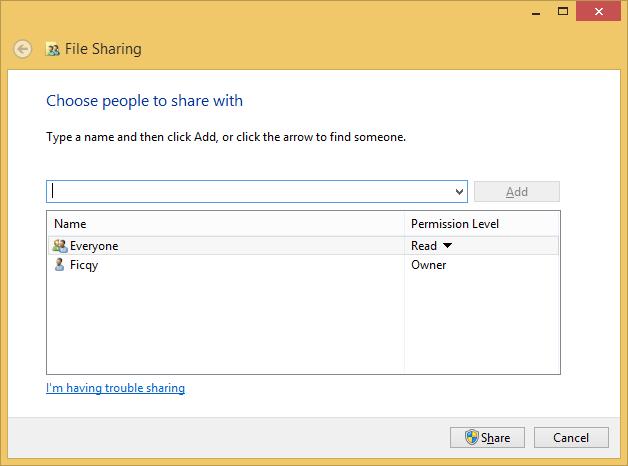 File Sharing
Choose people to share with
Type a name and then click Add, or click the arrow to find someone.
Add
Name Permission Level
Everyone Read
Ficqy Owner
I'm having trouble sharing
Share Cancel